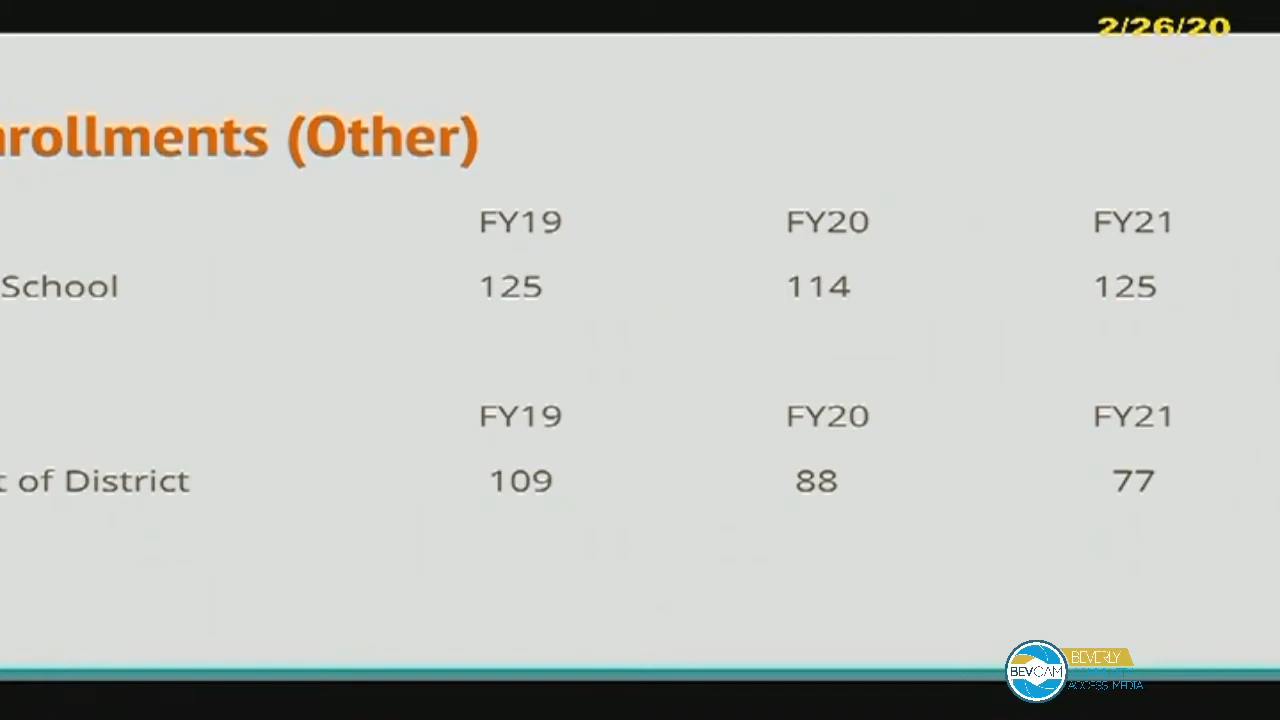 2/26/20
nrollments (Other)
FY19 FY20 FY21
School 125 114 125
FY19 FY20 FY21
t of District 109 88 77
BEVCAM
BEVERLY
ACCESS MEDIA